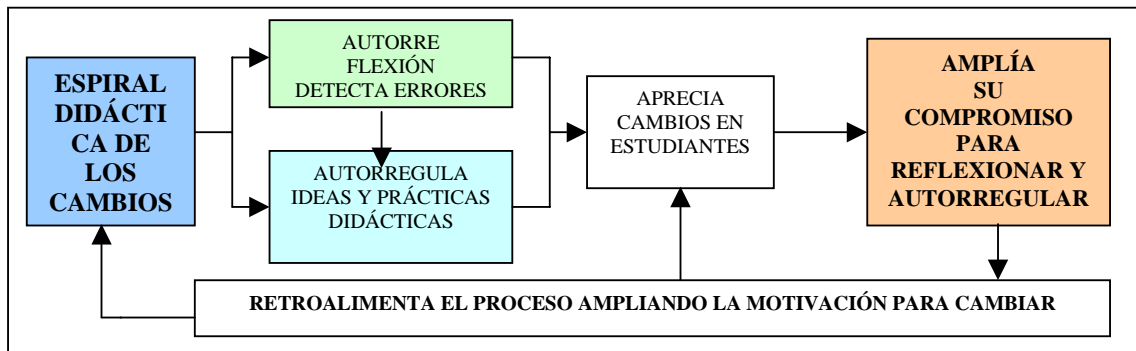 ESPIRAL
DIDÁCTI
CA DE
LOS
CAMBIOS
AUTORRE
FLEXIÓN
DETECTA ERRORES
AUTORREGULA
IDEAS Y PRÁCTICAS
DIDÁCTICAS
APRECIA
CAMBIOS EN
ESTUDIANTES
AMPLÍA
SU
COMPROMISO
PARA
REFLEXIONAR Y
AUTORREGULAR
RETROALIMENTA EL PROCESO AMPLIANDO LA MOTIVACIÓN PARA CAMBIAR